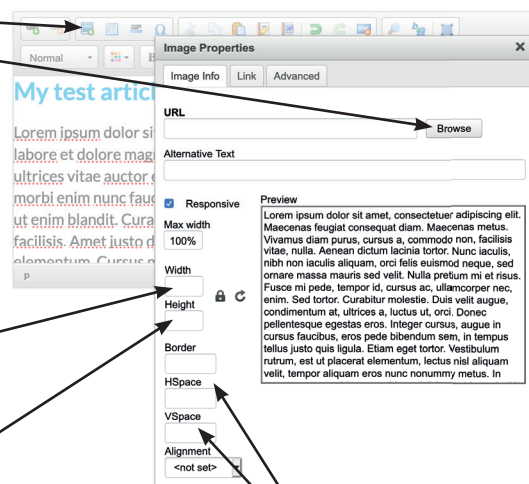 Normal
Image Properties
Image Info Link Advanced
My test artic
URL
Browse
Lorem ipsum dolor si
labore et dolore mag
Alternative Text
ultrices vitae auctor
morbi enim nunc fauc
Responsive
Preview
ut enim blandit. Cura
Max width
100%
facilisis. Amet justo d
elementum. Cursus
P
Width
Height
Border
HSpace
VSpace
Alignment
<not set>
Lorem ipsum dolor sit amet, consectetuer adipiscing elit.
Maecenas feugiat consequat diam. Maecenas metus.
Vivamus diam purus, cursus a, commodo non, facilisis
vitae, nulla. Aenean dictum lacinia tortor. Nunc iaculis,
nibh non iaculis aliquam, orci felis euismod neque, sed
ornare massa mauris sed velit. Nulla pretium mi et risus.
Fusce mi pede, tempor id, cursus ac, ullamcorper nec,
enim. Sed tortor. Curabitur molestie. Duis velit augue,
condimentum at, ultrices a, luctus ut, orci. Donec
pellentesque egestas eros. Integer cursus, augue in
cursus faucibus, eros pede bibendum sem, in tempus
tellus justo quis ligula. Etiam eget tortor. Vestibulum
rutrum, est ut placerat elementum, lectus nisl aliquam
velit, tempor aliquam eros nunc nonummy metus. In